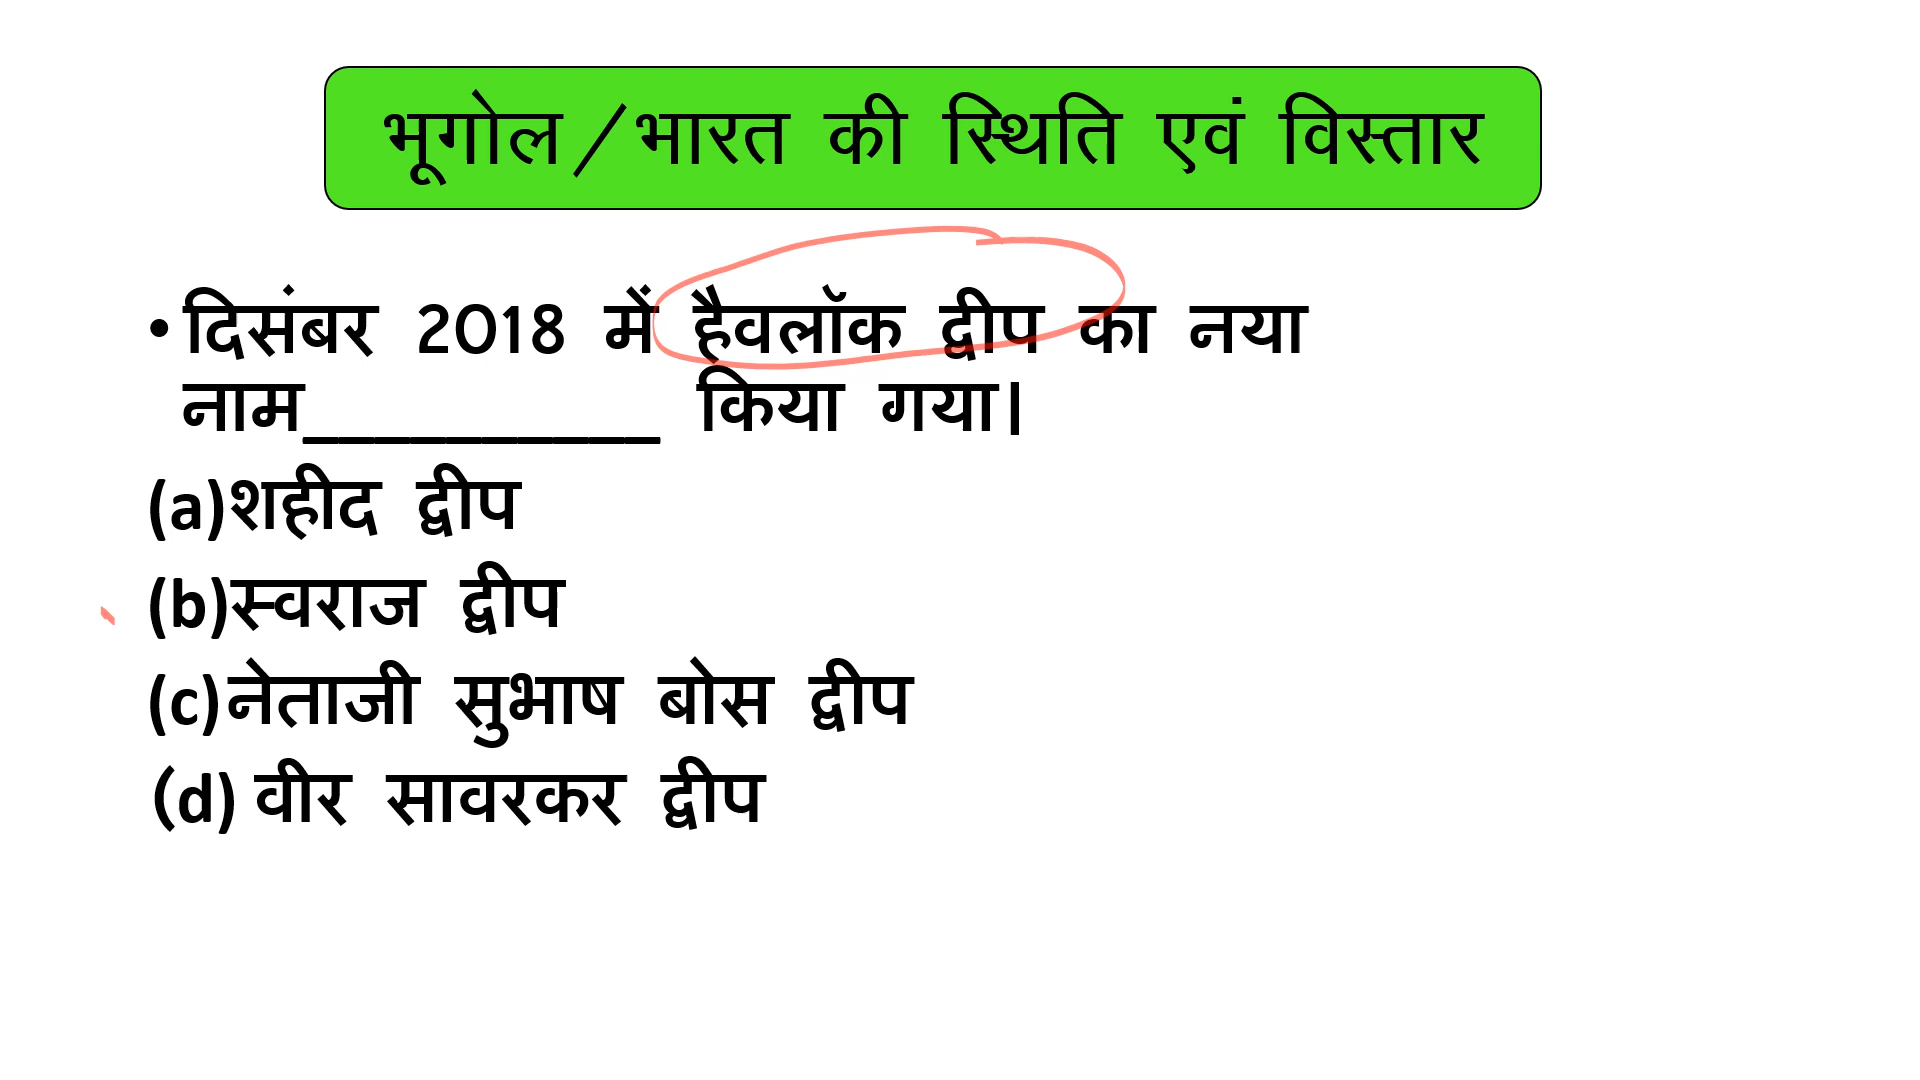 भूगोल/भारत की स्थिति एवं विस्तार
•दिसंबर 2018 में हैवलॉक द्वीप का नया
नाम__________ किया गया।
(a)शहीद द्वीप
(b)स्वराज द्वीप
(c)नेताजी सुभाष बोस द्वीप
(d) वीर सावरकर द्वीप